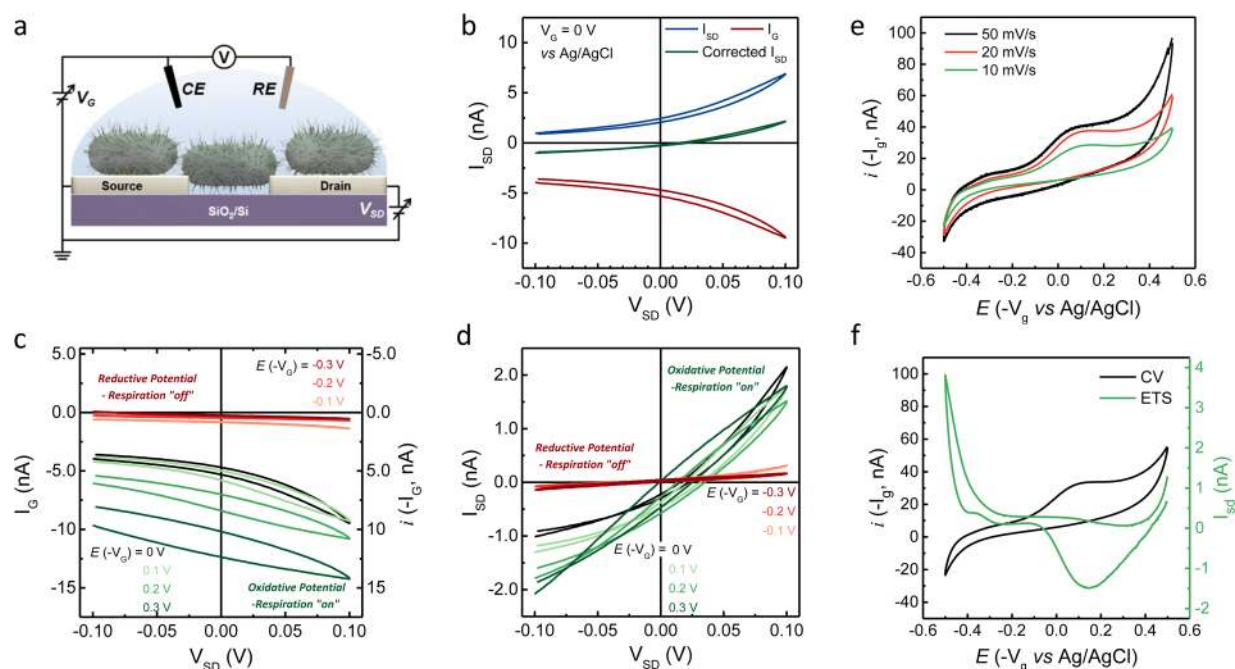 a
V
V_G
CE
RE
Source
Drain
SiO₂/Si
V_SD
b
V_G = 0 V
vs Ag/AgCl
I_SD
I_G
Corrected I_SD
10
5
0
-5
-10
I_SD (nA)
-0.10
-0.05
0.00
0.05
0.10
V_SD (V)
e
50 mV/s
20 mV/s
10 mV/s
100
80
60
40
20
0
-20
-40
i (-I_g, nA)
-0.6
-0.4
-0.2
0.0
0.2
0.4
0.6
E (-V_g vs Ag/AgCl)
c
Reductive Potential
- Respiration "off"
E (-V_G) = -0.3 V
-0.2 V
-0.1 V
5.0
0.0
-5.0
-10
-15
I_G (nA)
-5.0
0.0
5.0
10
15
i (-I_G, nA)
E (-V_G) = 0 V
0.1 V
0.2 V
0.3 V
Oxidative Potential
-Respiration "on"
-0.10
-0.05
0.00
0.05
0.10
V_SD (V)
d
Oxidative Potential
-Respiration "on"
Reductive Potential
- Respiration "off"
E (-V_G) = -0.3 V
-0.2 V
-0.1 V
E (-V_G) = 0 V
0.1 V
0.2 V
0.3 V
2.0
1.0
0.0
-1.0
-2.0
I_SD (nA)
-0.10
-0.05
0.00
0.05
0.10
V_SD (V)
f
CV
ETS
100
80
60
40
20
0
-20
-40
i (-I_g, nA)
4
3
2
1
0
-1
-2
I_sd (nA)
-0.6
-0.4
-0.2
0.0
0.2
0.4
0.6
E (-V_g vs Ag/AgCl)